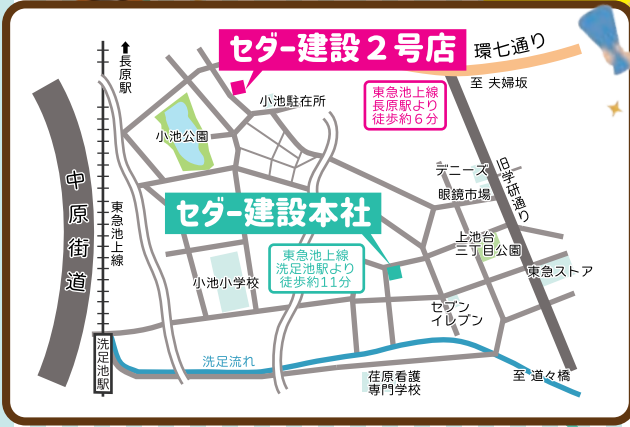 セダー建設２号店
環七通り
至 夫婦坂
長原駅
東急池上線
長原駅より
徒歩約６分
小池駐在所
小池公園
デニーズ
眼鏡市場
旧学研通り
中原街道
東急池上線
セダー建設本社
東急池上線
洗足池駅より
徒歩約11分
上池台
三丁目公園
東急ストア
小池小学校
セブン
イレブン
洗足池駅
洗足流れ
荏原看護
専門学校
至 道々橋